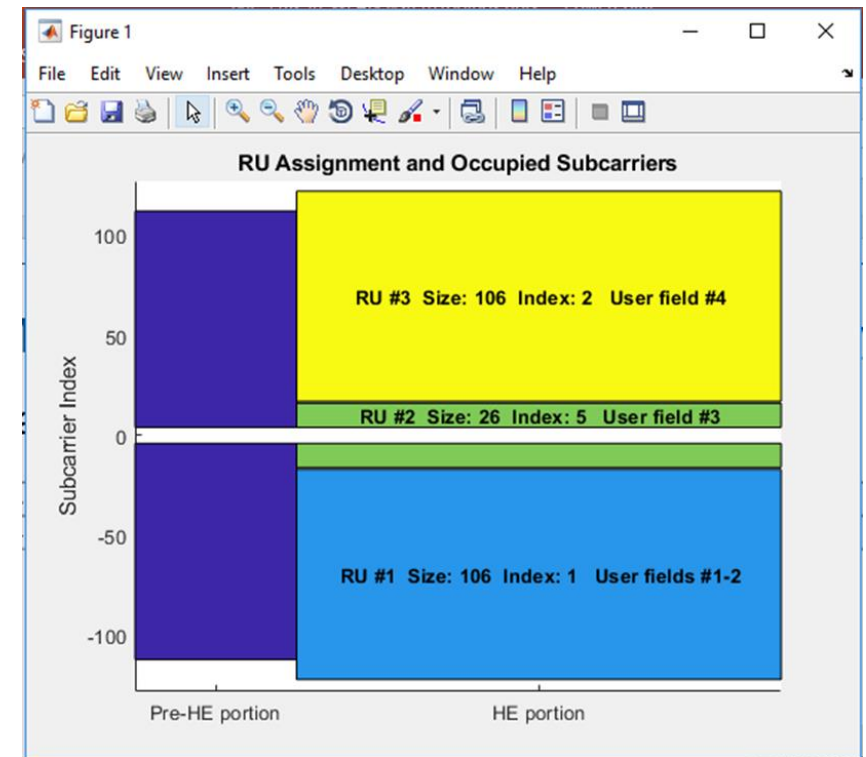 Figure 1
File Edit View Insert Tools Desktop Window Help
RU Assignment and Occupied Subcarriers
100
50
0
-50
-100
Subcarrier Index
RU #3 Size: 106 Index: 2 User field #4
RU #2 Size: 26 Index: 5 User field #3
RU #1 Size: 106 Index: 1 User fields #1-2
Pre-HE portion
HE portion